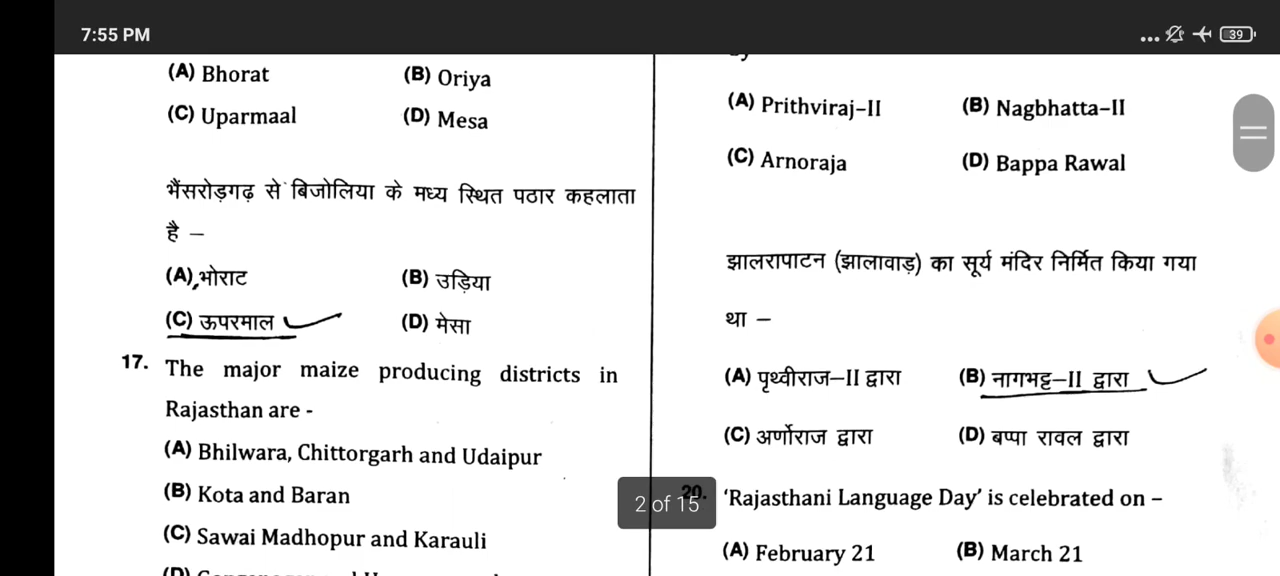 7:55 PM
39
(A) Bhorat (B) Oriya
(C) Uparmaal (D) Mesa
भैंसरोड़गढ़ से बिजोलिया के मध्य स्थित पठार कहलाता
है –
(A) भोराट (B) उड़िया
(C) ऊपरमाल (D) मेसा
17. The major maize producing districts in
Rajasthan are -
(A) Bhilwara, Chittorgarh and Udaipur
(B) Kota and Baran
(C) Sawai Madhopur and Karauli
(A) Prithviraj–II (B) Nagbhatta–II
(C) Arnoraja (D) Bappa Rawal
झालरापाटन (झालावाड़) का सूर्य मंदिर निर्मित किया गया
था –
(A) पृथ्वीराज–II द्वारा (B) नागभट्ट–II द्वारा
(C) अर्णोराज द्वारा (D) बप्पा रावल द्वारा
20. 'Rajasthani Language Day' is celebrated on –
(A) February 21 (B) March 21
2 of 15